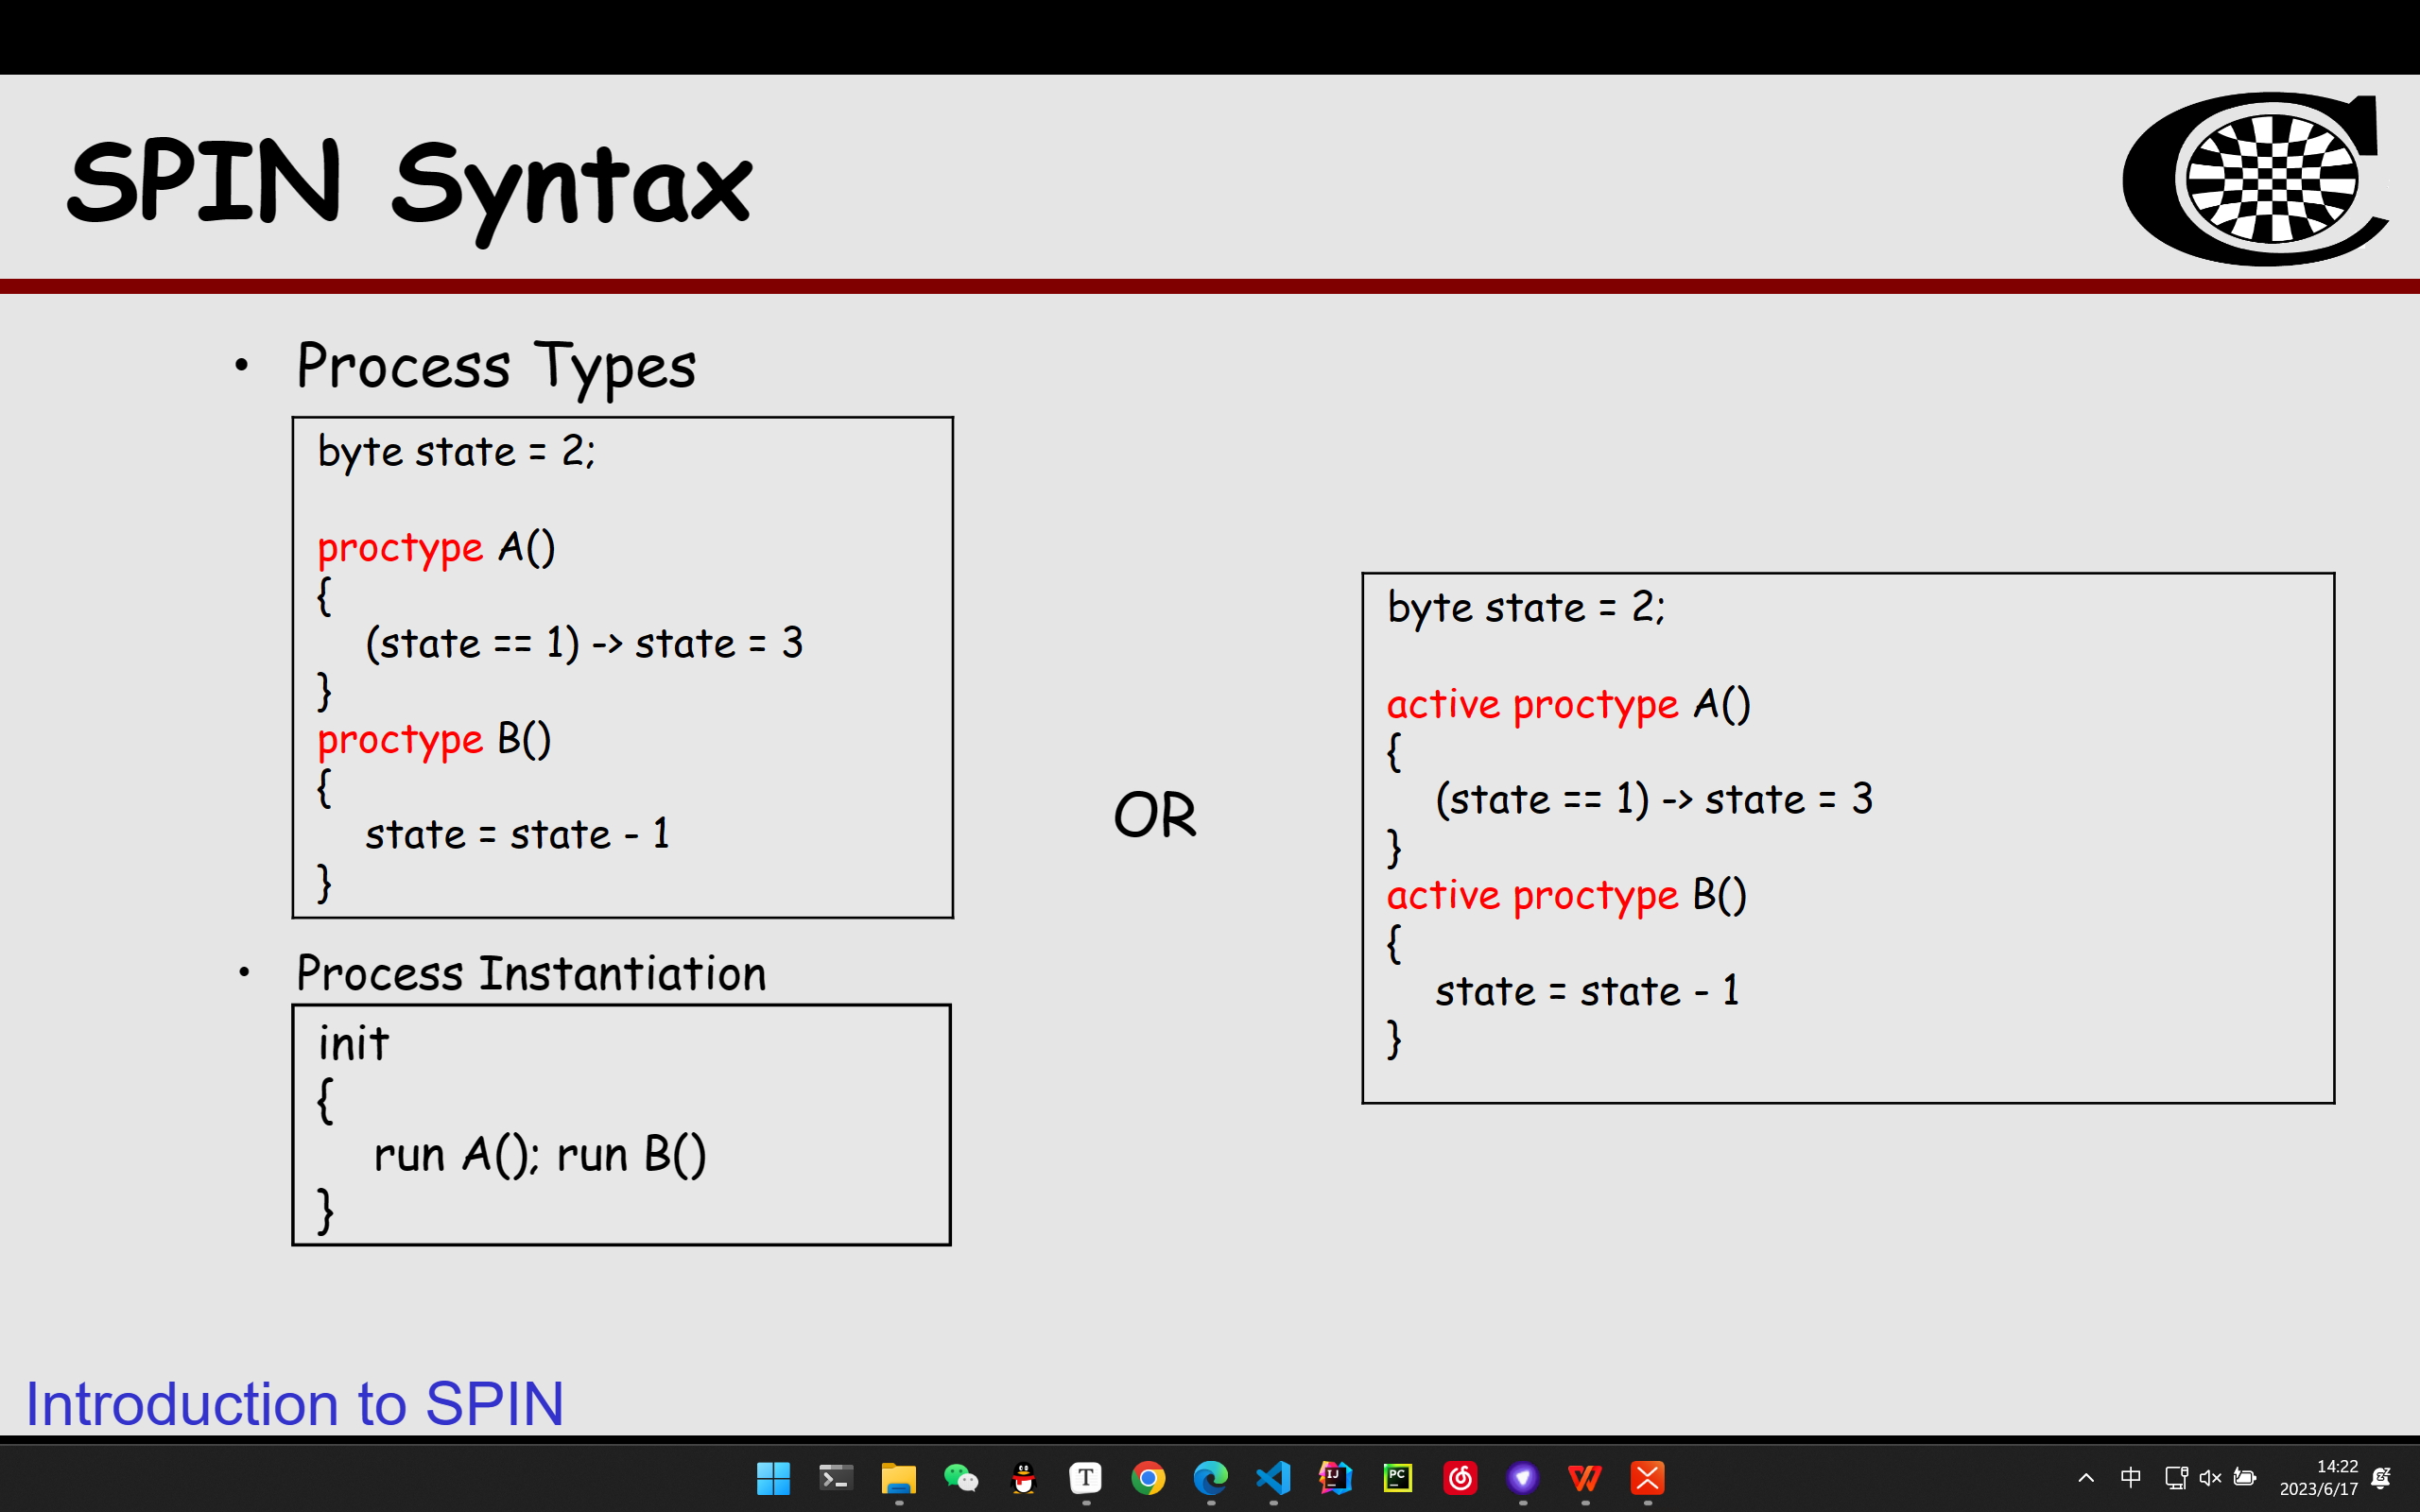 SPIN Syntax
• Process Types
byte state = 2;
proctype A()
{
(state == 1) -> state = 3
}
proctype B()
{
state = state - 1
}
• Process Instantiation
init
{
run A(); run B()
}
OR
byte state = 2;
active proctype A()
{
(state == 1) -> state = 3
}
active proctype B()
{
state = state - 1
}
Introduction to SPIN
T
IJ
PC
中
14:22
2023/6/17